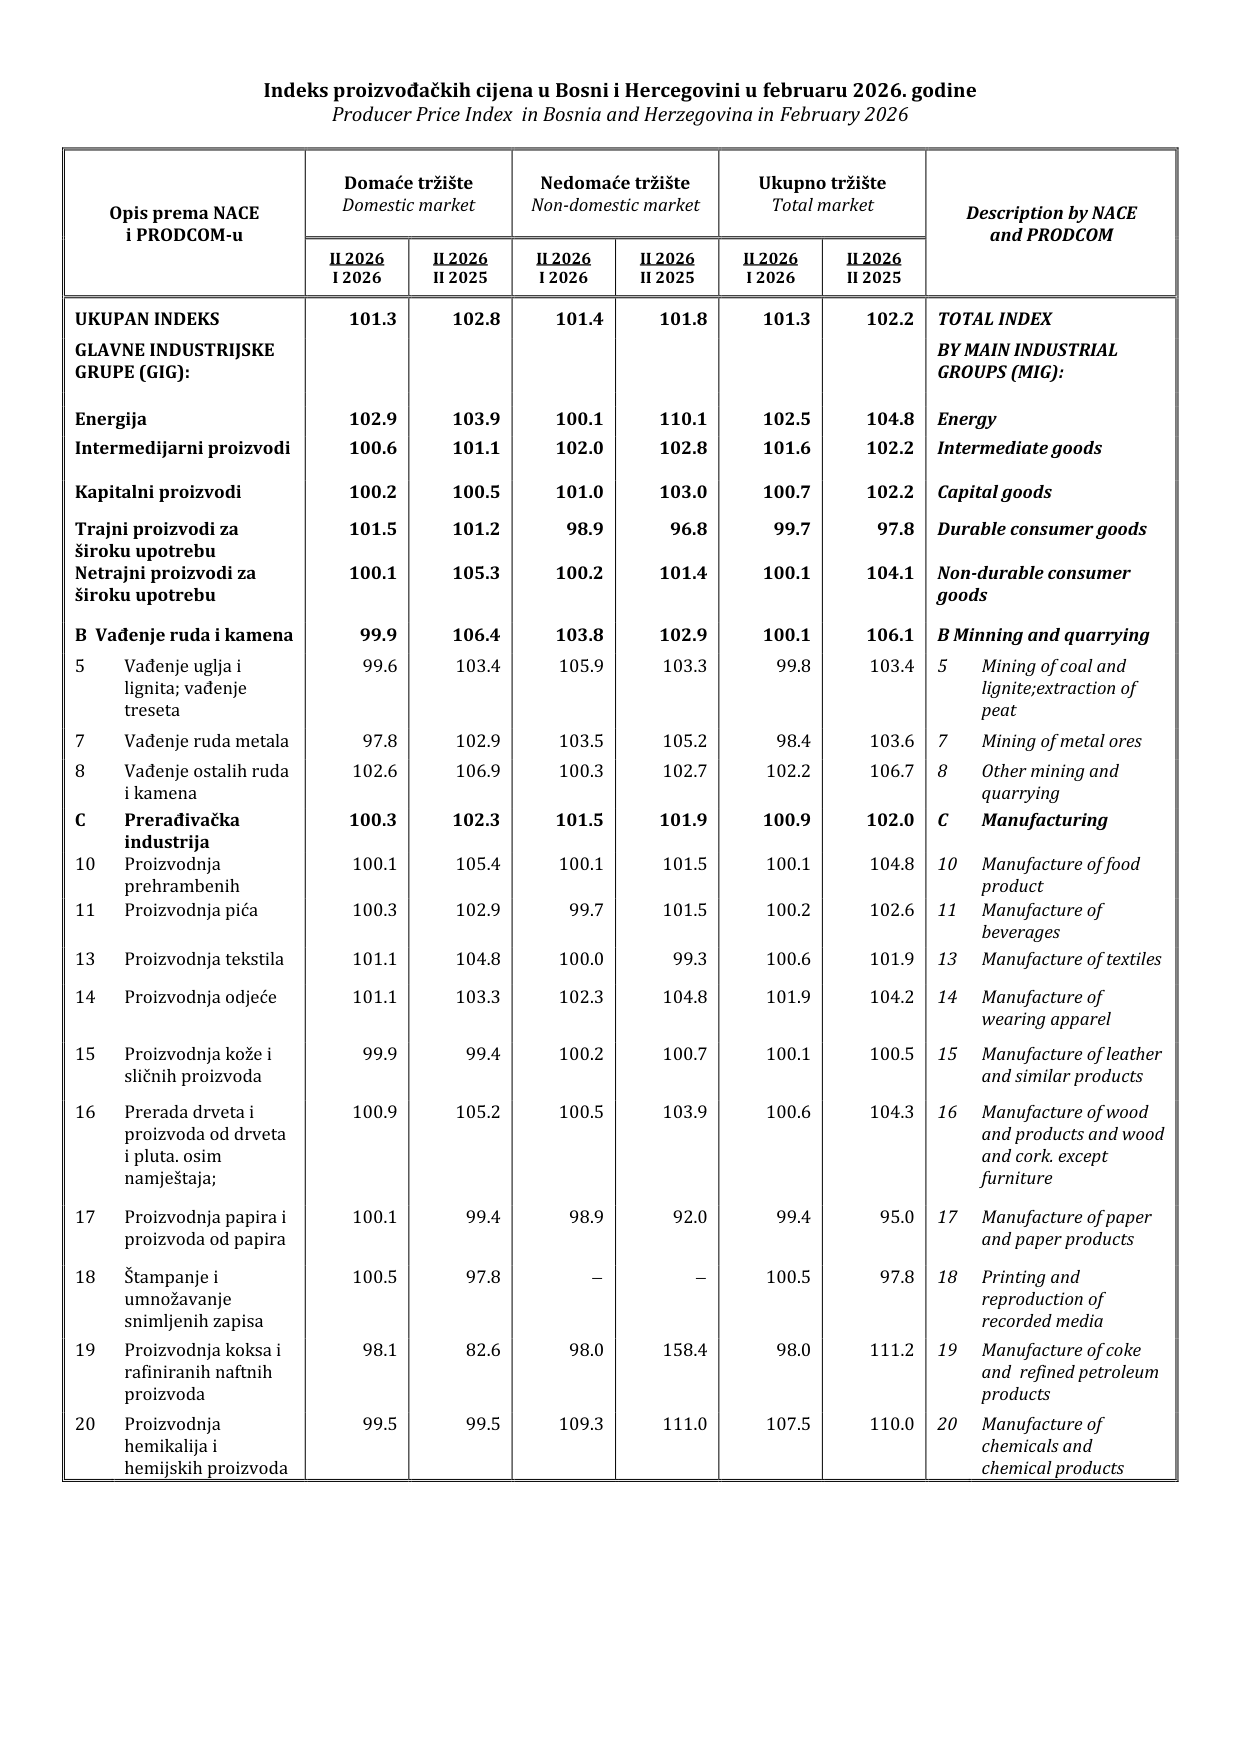 Indeks proizvođačkih cijena u Bosni i Hercegovini u februaru 2026. godine
Producer Price Index in Bosnia and Herzegovina in February 2026
Opis prema NACE
i PRODCOM-u
Domaće tržište
Domestic market
Nedomaće tržište
Non-domestic market
Ukupno tržište
Total market
Description by NACE
and PRODCOM
II 2026 II 2026 II 2026 II 2026 II 2026 II 2026
I 2026 II 2025 I 2026 II 2025 I 2026 II 2025
UKUPAN INDEKS 101.3 102.8 101.4 101.8 101.3 102.2 TOTAL INDEX
GLAVNE INDUSTRIJSKE BY MAIN INDUSTRIAL
GRUPE (GIG): GROUPS (MIG):
Energija 102.9 103.9 100.1 110.1 102.5 104.8 Energy
Intermedijarni proizvodi 100.6 101.1 102.0 102.8 101.6 102.2 Intermediate goods
Kapitalni proizvodi 100.2 100.5 101.0 103.0 100.7 102.2 Capital goods
Trajni proizvodi za 101.5 101.2 98.9 96.8 99.7 97.8 Durable consumer goods
široku upotrebu
Netrajni proizvodi za 100.1 105.3 100.2 101.4 100.1 104.1 Non-durable consumer
široku upotrebu goods
B Vađenje ruda i kamena 99.9 106.4 103.8 102.9 100.1 106.1 B Minning and quarrying
5 Vađenje uglja i 99.6 103.4 105.9 103.3 99.8 103.4 5 Mining of coal and
lignita; vađenje lignite;extraction of
treseta peat
7 Vađenje ruda metala 97.8 102.9 103.5 105.2 98.4 103.6 7 Mining of metal ores
8 Vađenje ostalih ruda 102.6 106.9 100.3 102.7 102.2 106.7 8 Other mining and
i kamena quarrying
C Prerađivačka 100.3 102.3 101.5 101.9 100.9 102.0 C Manufacturing
industrija
10 Proizvodnja 100.1 105.4 100.1 101.5 100.1 104.8 10 Manufacture of food
prehrambenih product
11 Proizvodnja pića 100.3 102.9 99.7 101.5 100.2 102.6 11 Manufacture of
beverages
13 Proizvodnja tekstila 101.1 104.8 100.0 99.3 100.6 101.9 13 Manufacture of textiles
14 Proizvodnja odjeće 101.1 103.3 102.3 104.8 101.9 104.2 14 Manufacture of
wearing apparel
15 Proizvodnja kože i 99.9 99.4 100.2 100.7 100.1 100.5 15 Manufacture of leather
sličnih proizvoda and similar products
16 Prerada drveta i 100.9 105.2 100.5 103.9 100.6 104.3 16 Manufacture of wood
proizvoda od drveta and products and wood
i pluta. osim and cork. except
namještaja; furniture
17 Proizvodnja papira i 100.1 99.4 98.9 92.0 99.4 95.0 17 Manufacture of paper
proizvoda od papira and paper products
18 Štampanje i 100.5 97.8 – – 100.5 97.8 18 Printing and
umnožavanje reproduction of
snimljenih zapisa recorded media
19 Proizvodnja koksa i 98.1 82.6 98.0 158.4 98.0 111.2 19 Manufacture of coke
rafiniranih naftnih and refined petroleum
proizvoda products
20 Proizvodnja 99.5 99.5 109.3 111.0 107.5 110.0 20 Manufacture of
hemikalija i chemicals and
hemijskih proizvoda chemical products